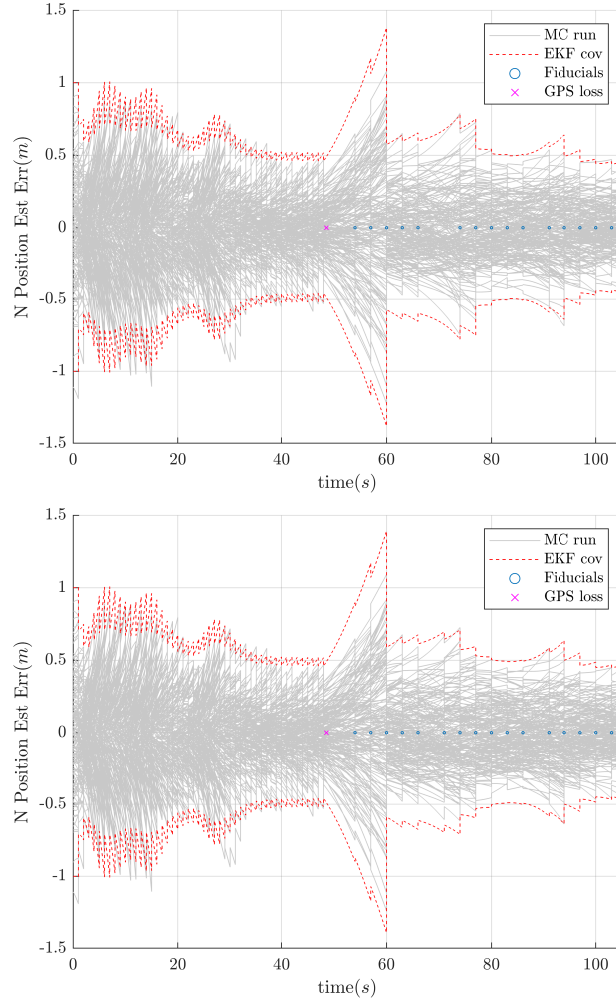 1.5
MC run
EKF cov
Fiducials
GPS loss
1
0.5
0
-0.5
-1
-1.5
N Position Est Err(m)
0 20 40 60 80 100
time(s)
1.5
MC run
EKF cov
Fiducials
GPS loss
1
0.5
0
-0.5
-1
-1.5
N Position Est Err(m)
0 20 40 60 80 100
time(s)